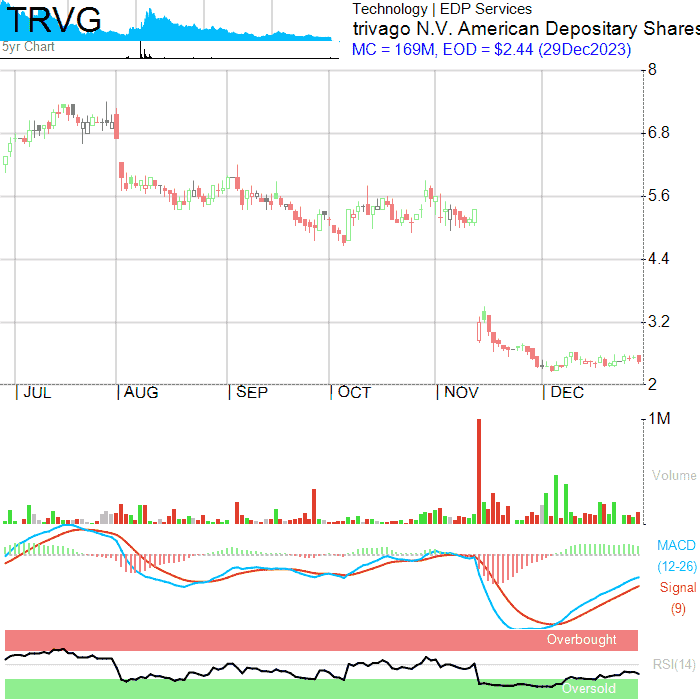 TRVG
5yr Chart
Technology | EDP Services
trivago N.V. American Depositary Shares
MC = 169M, EOD = $2.44 (29Dec2023)
8
6.8
5.6
4.4
3.2
2
JUL AUG SEP OCT NOV DEC
1M
Volume
MACD
(12-26)
Signal
(9)
Overbought
RSI(14)
Oversold